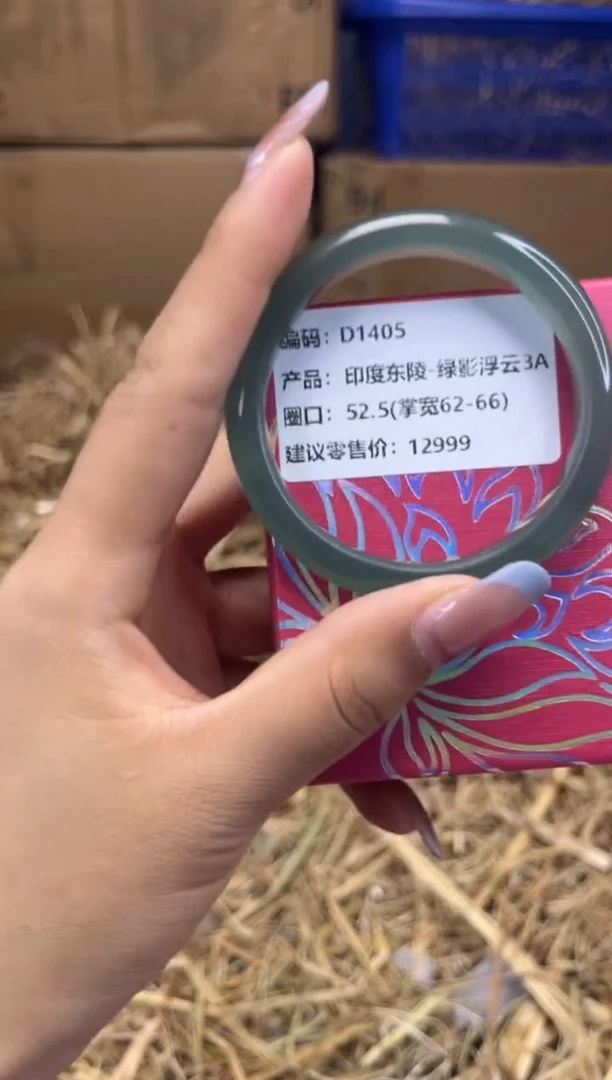 编码：D1405
产品：印度东陵-绿影浮云3A
圈口：52.5(掌宽62-66)
建议零售价：12999